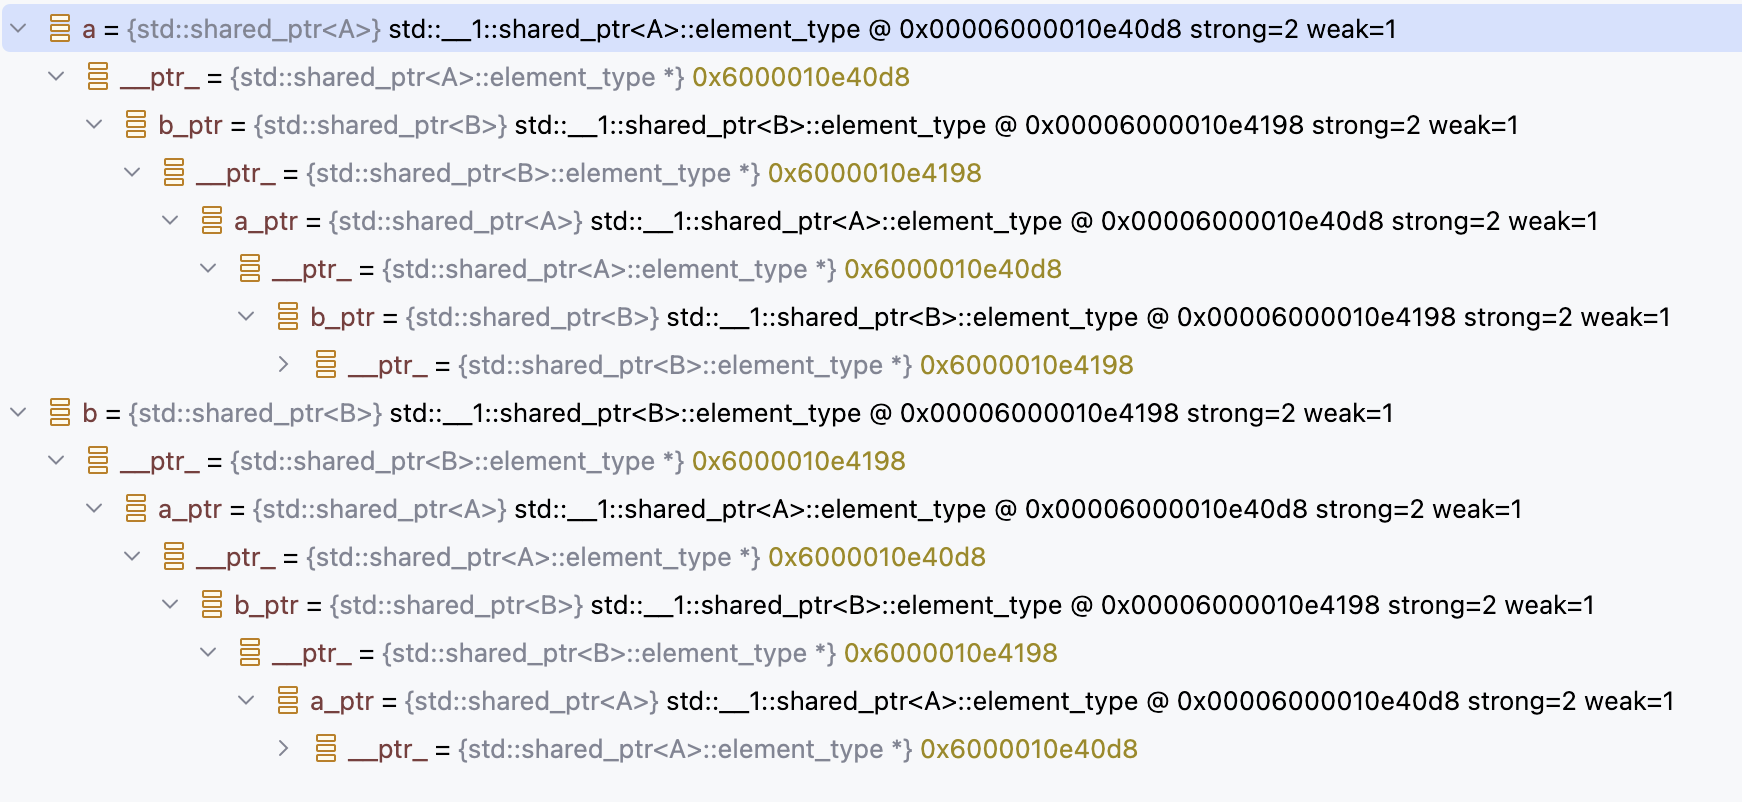 a = {std::shared_ptr<A>} std::__1::shared_ptr<A>::element_type @ 0x00006000010e40d8 strong=2 weak=1
__ptr_ = {std::shared_ptr<A>::element_type *} 0x6000010e40d8
b_ptr = {std::shared_ptr<B>} std::__1::shared_ptr<B>::element_type @ 0x00006000010e4198 strong=2 weak=1
__ptr_ = {std::shared_ptr<B>::element_type *} 0x6000010e4198
a_ptr = {std::shared_ptr<A>} std::__1::shared_ptr<A>::element_type @ 0x00006000010e40d8 strong=2 weak=1
__ptr_ = {std::shared_ptr<A>::element_type *} 0x6000010e40d8
b_ptr = {std::shared_ptr<B>} std::__1::shared_ptr<B>::element_type @ 0x00006000010e4198 strong=2 weak=1
__ptr_ = {std::shared_ptr<B>::element_type *} 0x6000010e4198
b = {std::shared_ptr<B>} std::__1::shared_ptr<B>::element_type @ 0x00006000010e4198 strong=2 weak=1
__ptr_ = {std::shared_ptr<B>::element_type *} 0x6000010e4198
a_ptr = {std::shared_ptr<A>} std::__1::shared_ptr<A>::element_type @ 0x00006000010e40d8 strong=2 weak=1
__ptr_ = {std::shared_ptr<A>::element_type *} 0x6000010e40d8
b_ptr = {std::shared_ptr<B>} std::__1::shared_ptr<B>::element_type @ 0x00006000010e4198 strong=2 weak=1
__ptr_ = {std::shared_ptr<B>::element_type *} 0x6000010e4198
a_ptr = {std::shared_ptr<A>} std::__1::shared_ptr<A>::element_type @ 0x00006000010e40d8 strong=2 weak=1
__ptr_ = {std::shared_ptr<A>::element_type *} 0x6000010e40d8